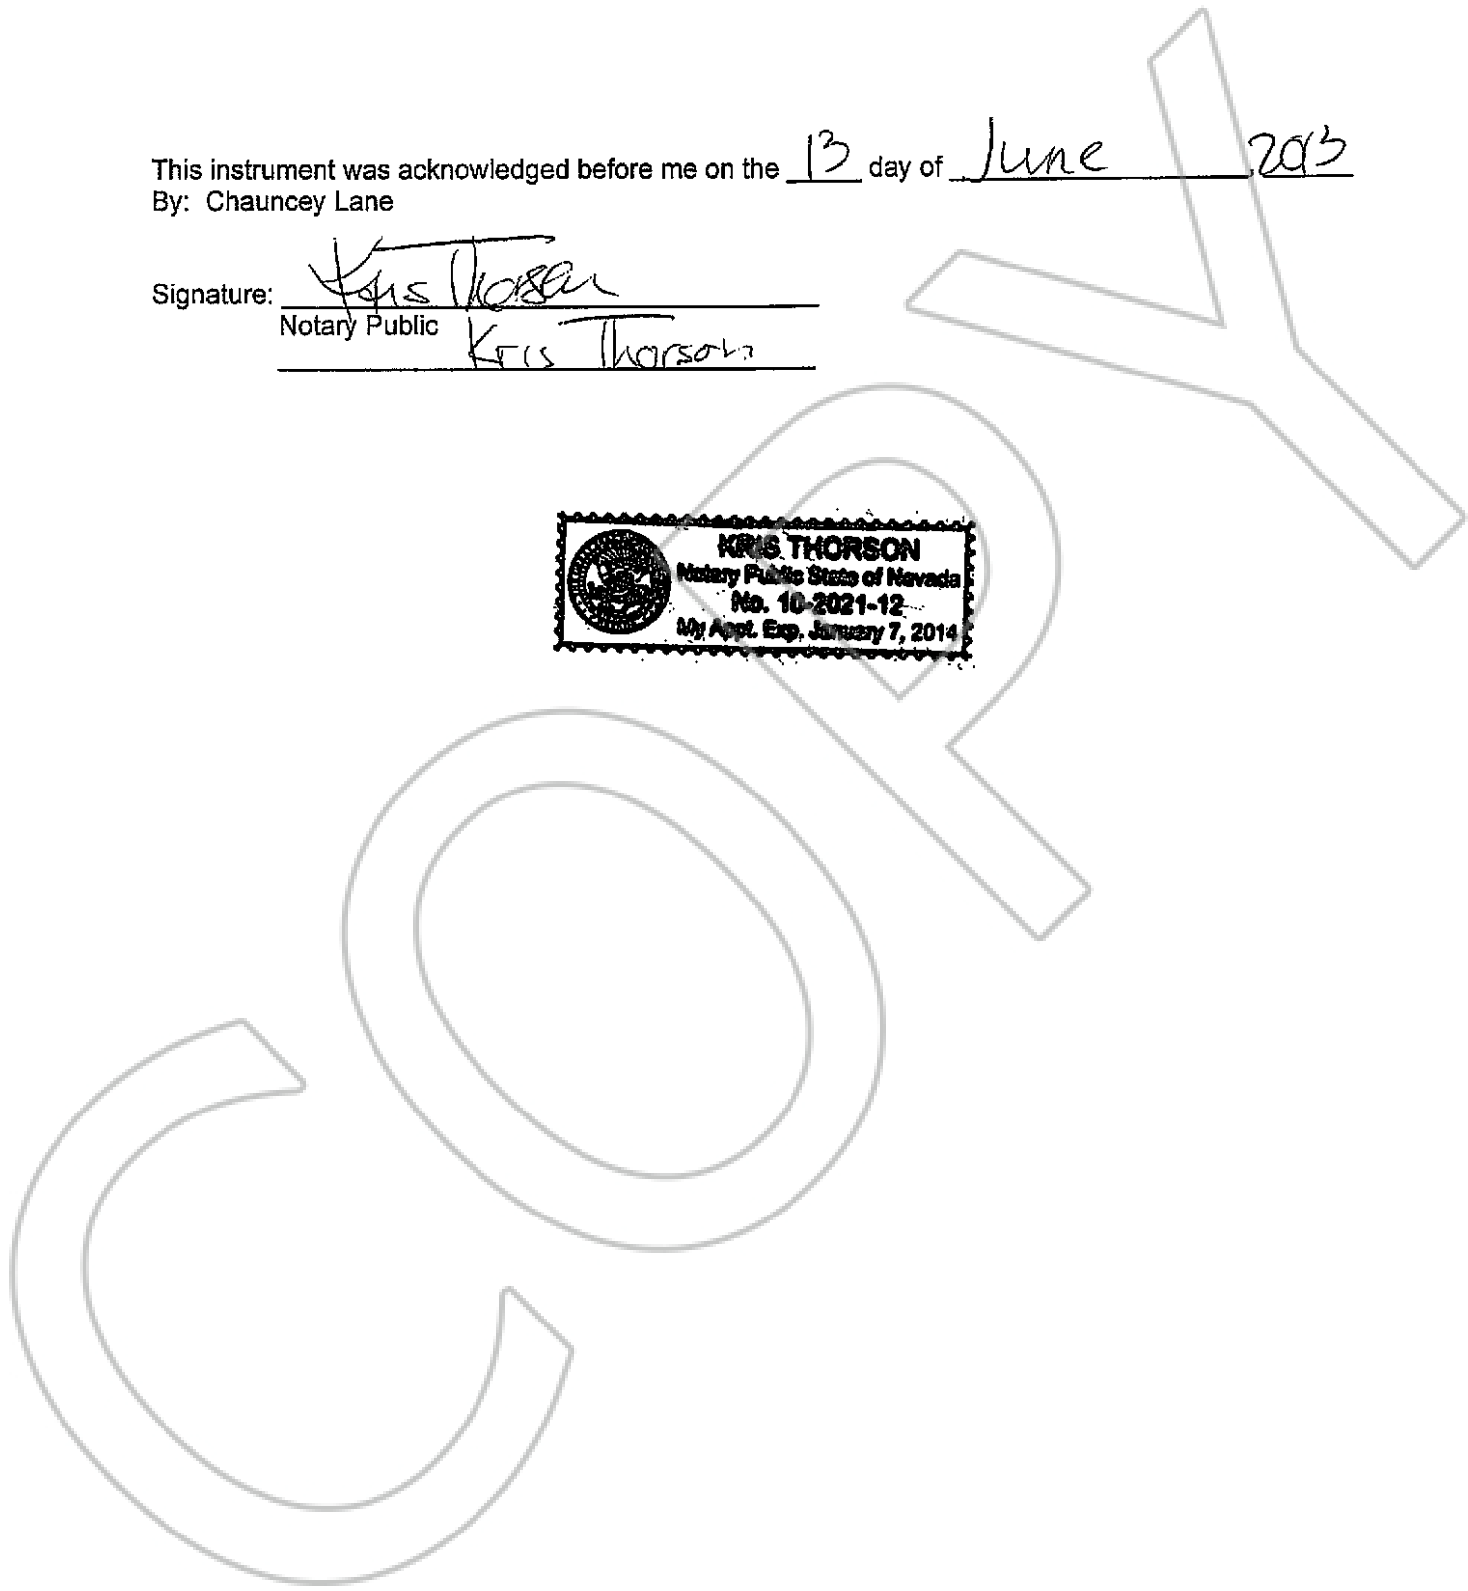 This instrument was acknowledged before me on the 13 day of June, 2013
By: Chauncey Lane
Signature: Kris Thorson
Notary Public
Kris Thorson
KRIS THORSON
Notary Public State of Nevada
No. 10-2021-12
My Appt. Exp. January 7, 2014
COPY